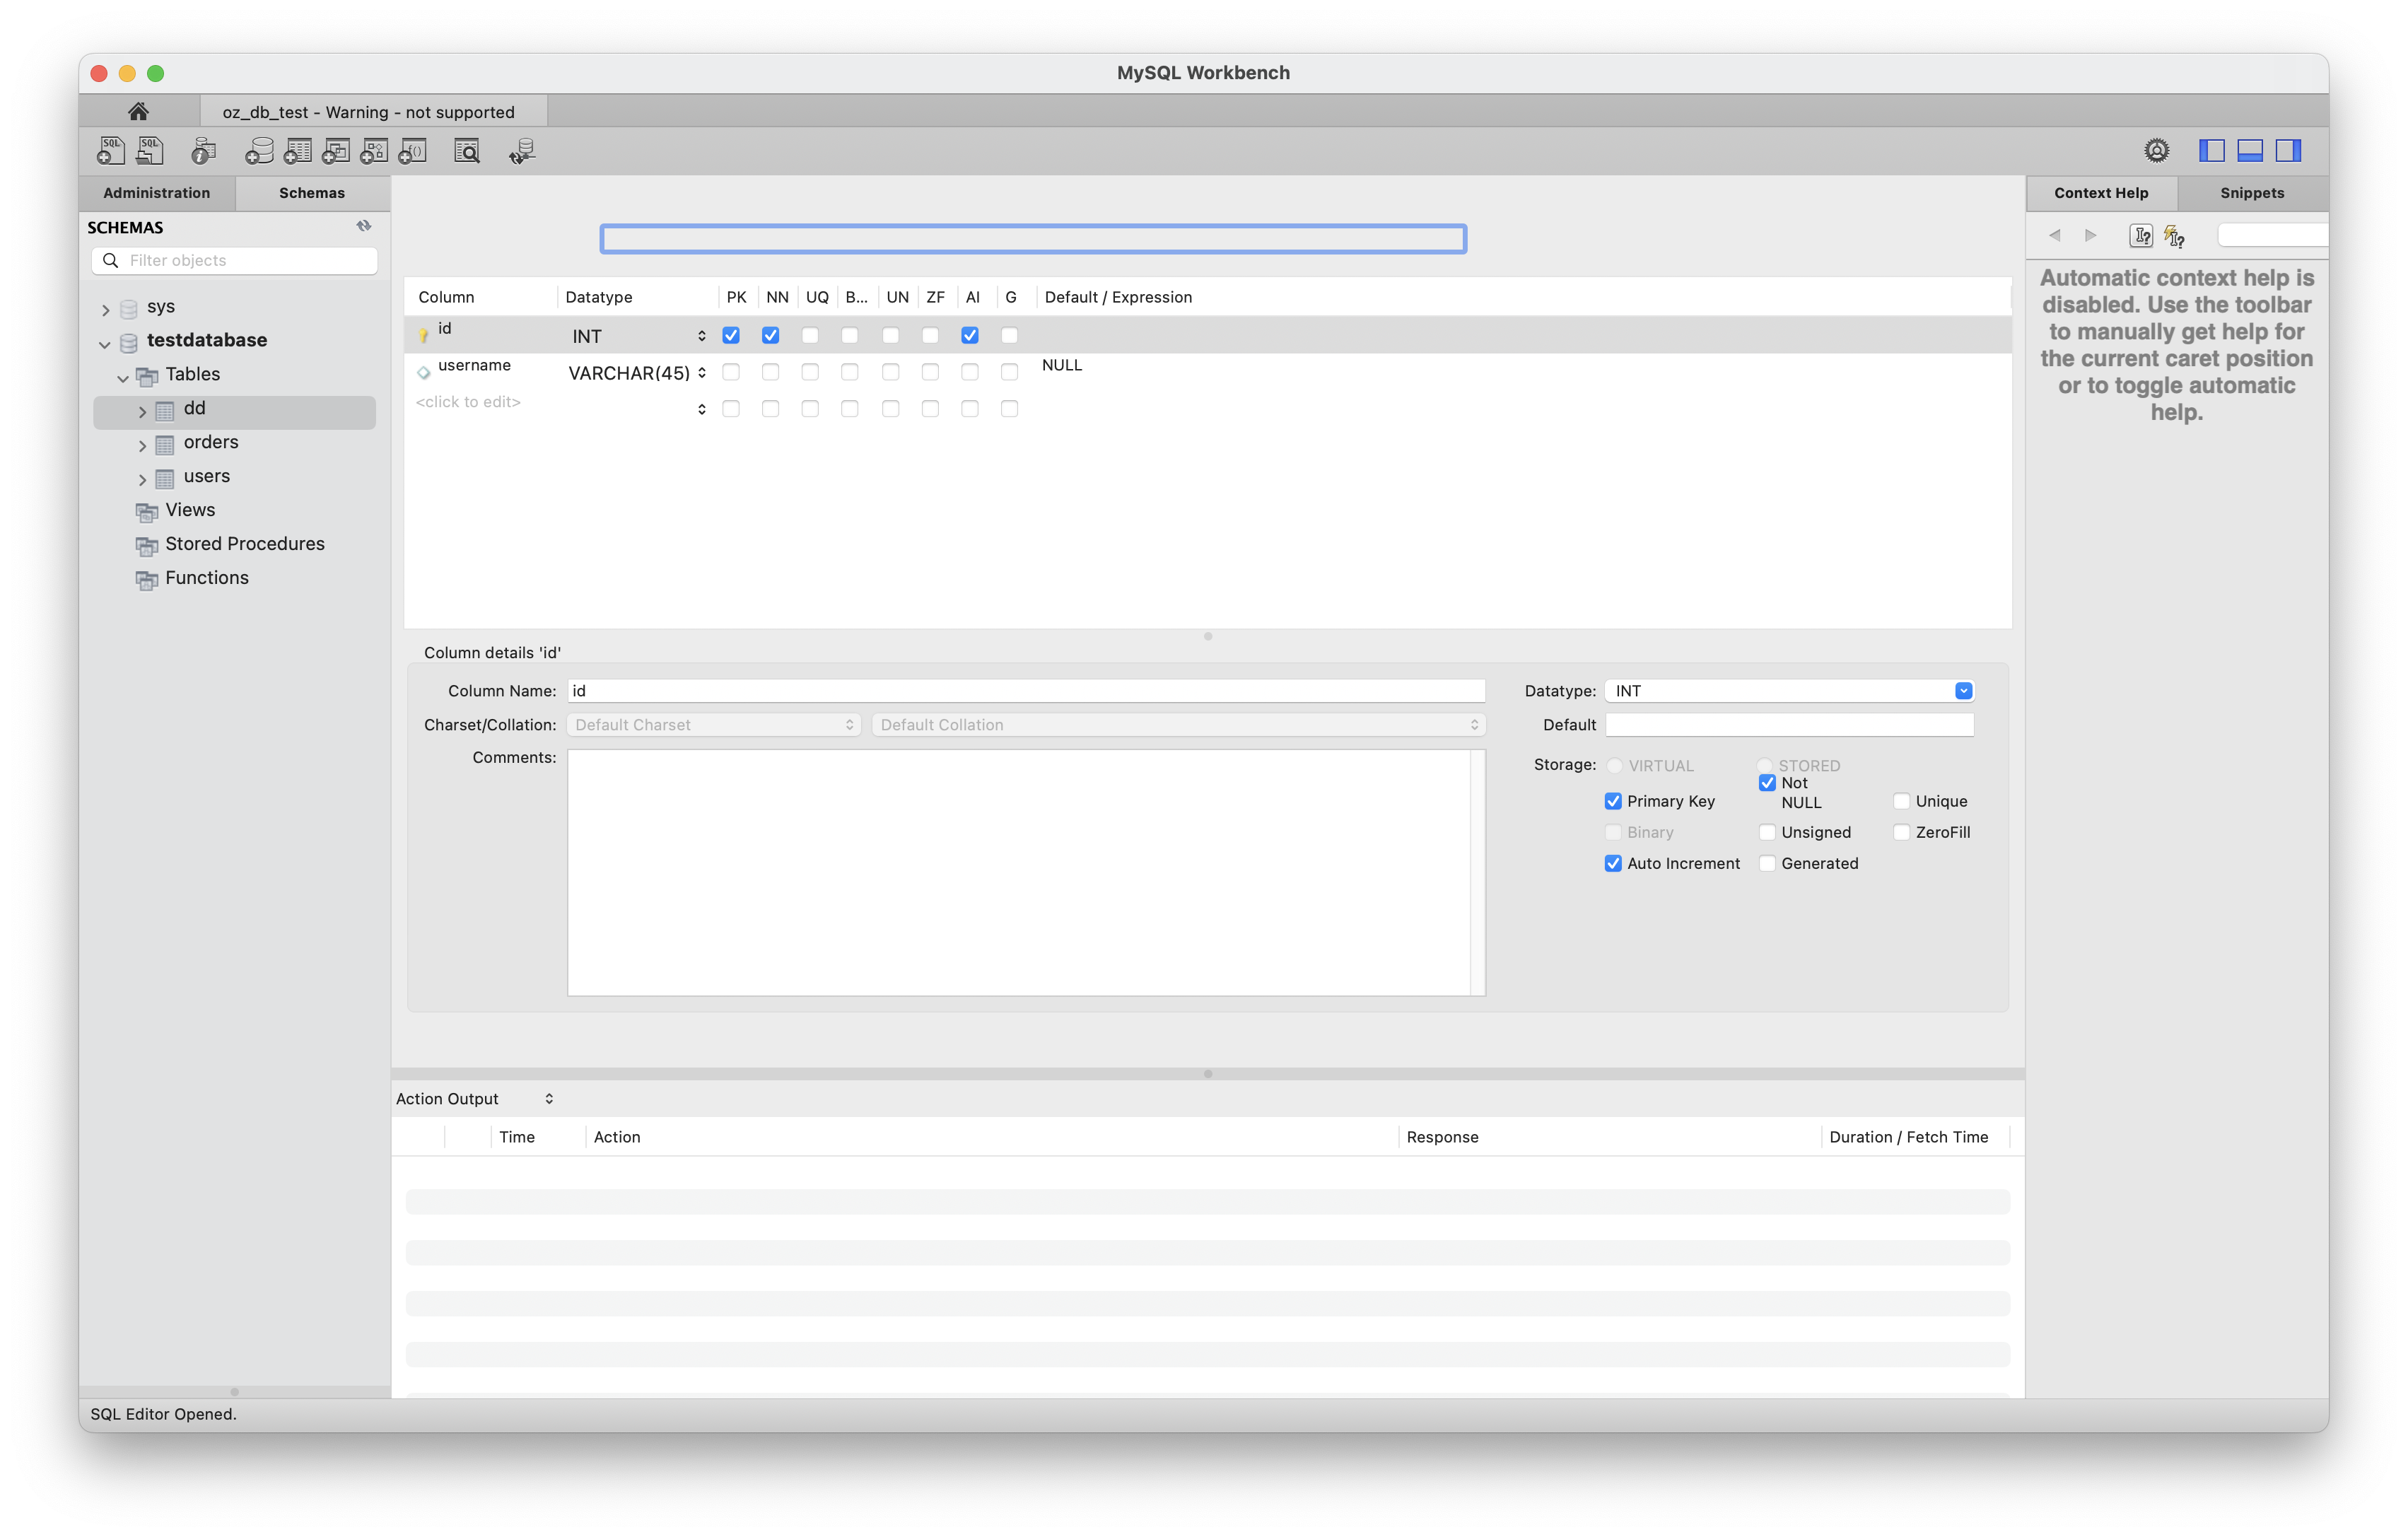 MySQL Workbench
oz_db_test - Warning - not supported
SQL SQL
Administration Schemas
SCHEMAS
Filter objects
sys
testdatabase
Tables
dd
orders
users
Views
Stored Procedures
Functions
Column Datatype PK NN UQ B... UN ZF AI G Default / Expression
id INT
username VARCHAR(45) NULL
<click to edit>
Column details 'id'
Column Name: id Datatype: INT
Charset/Collation: Default Charset Default Collation Default
Comments: Storage: VIRTUAL STORED
Primary Key Not NULL Unique
Binary Unsigned ZeroFill
Auto Increment Generated
Action Output
Time Action Response Duration / Fetch Time
Context Help Snippets
Automatic context help is
disabled. Use the toolbar
to manually get help for
the current caret position
or to toggle automatic
help.
SQL Editor Opened.